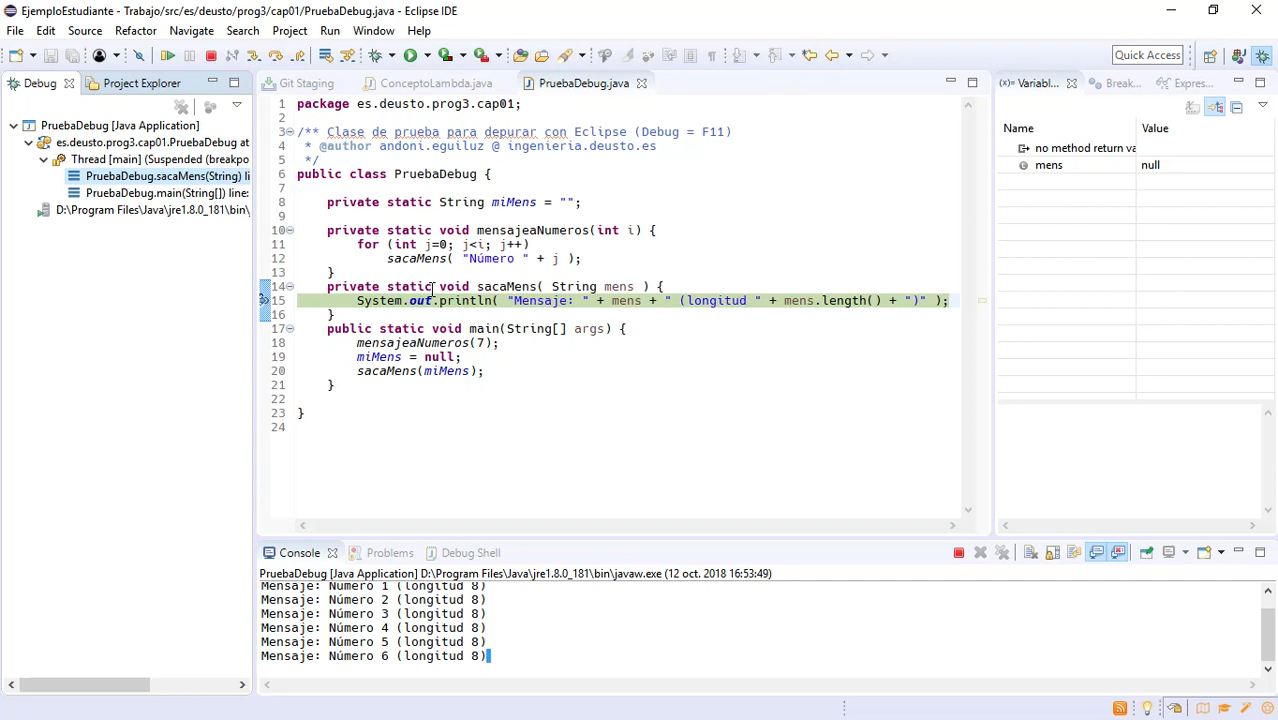 EjemploEstudiante - Trabajo/src/es/deusto/prog3/cap01/PruebaDebug.java - Eclipse IDE
File Edit Source Refactor Navigate Search Project Run Window Help
Quick Access
Debug Project Explorer
PruebaDebug [Java Application]
es.deusto.prog3.cap01.PruebaDebug at
Thread [main] (Suspended (breakpo
PruebaDebug.sacaMens(String) li
PruebaDebug.main(String[]) line:
D:\Program Files\Java\jre1.8.0_181\bin\
Git Staging ConceptoLambda.java PruebaDebug.java
1 package es.deusto.prog3.cap01;
2
3 /** Clase de prueba para depurar con Eclipse (Debug = F11)
4 * @author andoni.eguiluz @ ingenieria.deusto.es
5 */
6 public class PruebaDebug {
7
8 private static String miMens = "";
9
10 private static void mensajeaNumeros(int i) {
11 for (int j=0; j<i; j++)
12 sacaMens( "Número " + j );
13 }
14 private static void sacaMens( String mens ) {
15 System.out.println( "Mensaje: " + mens + " (longitud " + mens.length() + ")" );
16 }
17 public static void main(String[] args) {
18 mensajeaNumeros(7);
19 miMens = null;
20 sacaMens(miMens);
21 }
22
23 }
24
Variabl... Break... Expres...
Name Value
no method return va
mens null
Console Problems Debug Shell
PruebaDebug [Java Application] D:\Program Files\Java\jre1.8.0_181\bin\javaw.exe (12 oct. 2018 16:53:49)
Mensaje: Número 1 (longitud 8)
Mensaje: Número 2 (longitud 8)
Mensaje: Número 3 (longitud 8)
Mensaje: Número 4 (longitud 8)
Mensaje: Número 5 (longitud 8)
Mensaje: Número 6 (longitud 8)